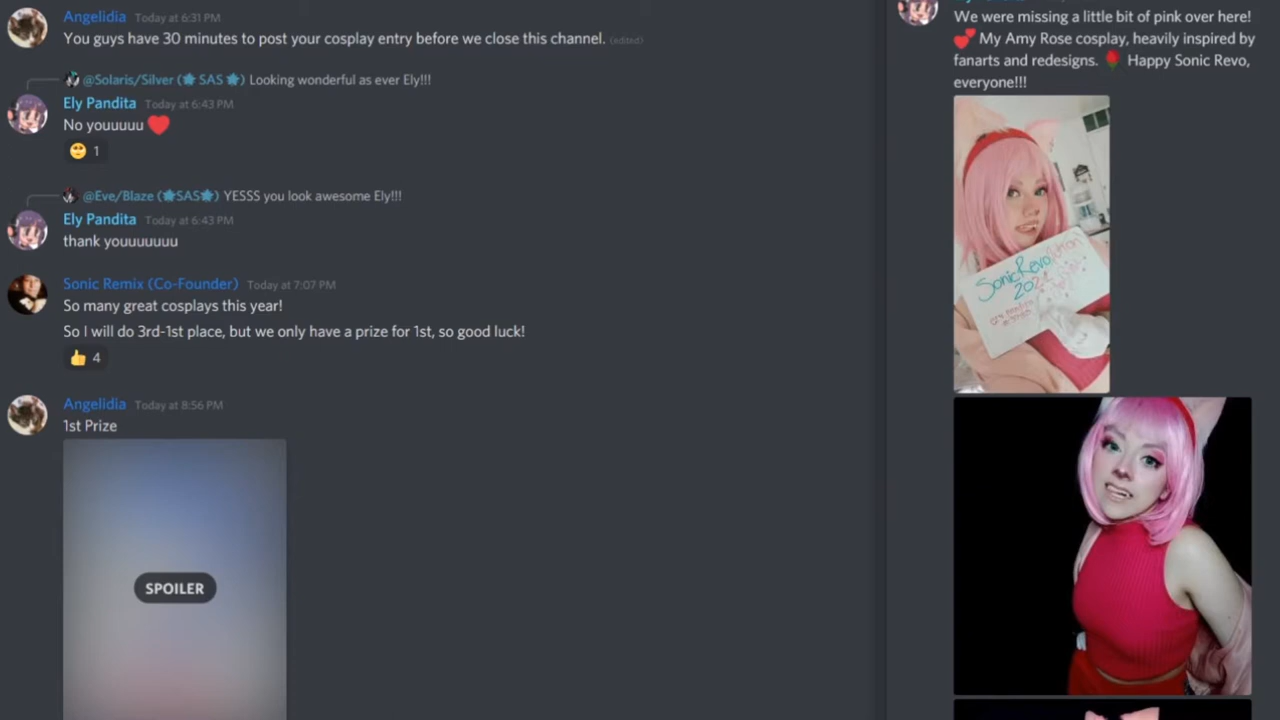 Angelidia Today at 6:31 PM
You guys have 30 minutes to post your cosplay entry before we close this channel. (edited)
@Solaris/Silver (SAS) Looking wonderful as ever Ely!!!
Ely Pandita Today at 6:43 PM
No youuuuu
1
@Eve/Blaze (SAS) YESSS you look awesome Ely!!!
Ely Pandita Today at 6:43 PM
thank youuuuuuu
Sonic Remix (Co-Founder) Today at 7:07 PM
So many great cosplays this year!
So I will do 3rd-1st place, but we only have a prize for 1st, so good luck!
4
Angelidia Today at 8:56 PM
1st Prize
SPOILER
We were missing a little bit of pink over here!
My Amy Rose cosplay, heavily inspired by
fanarts and redesigns. Happy Sonic Revo,
everyone!!!
SonicRevolution